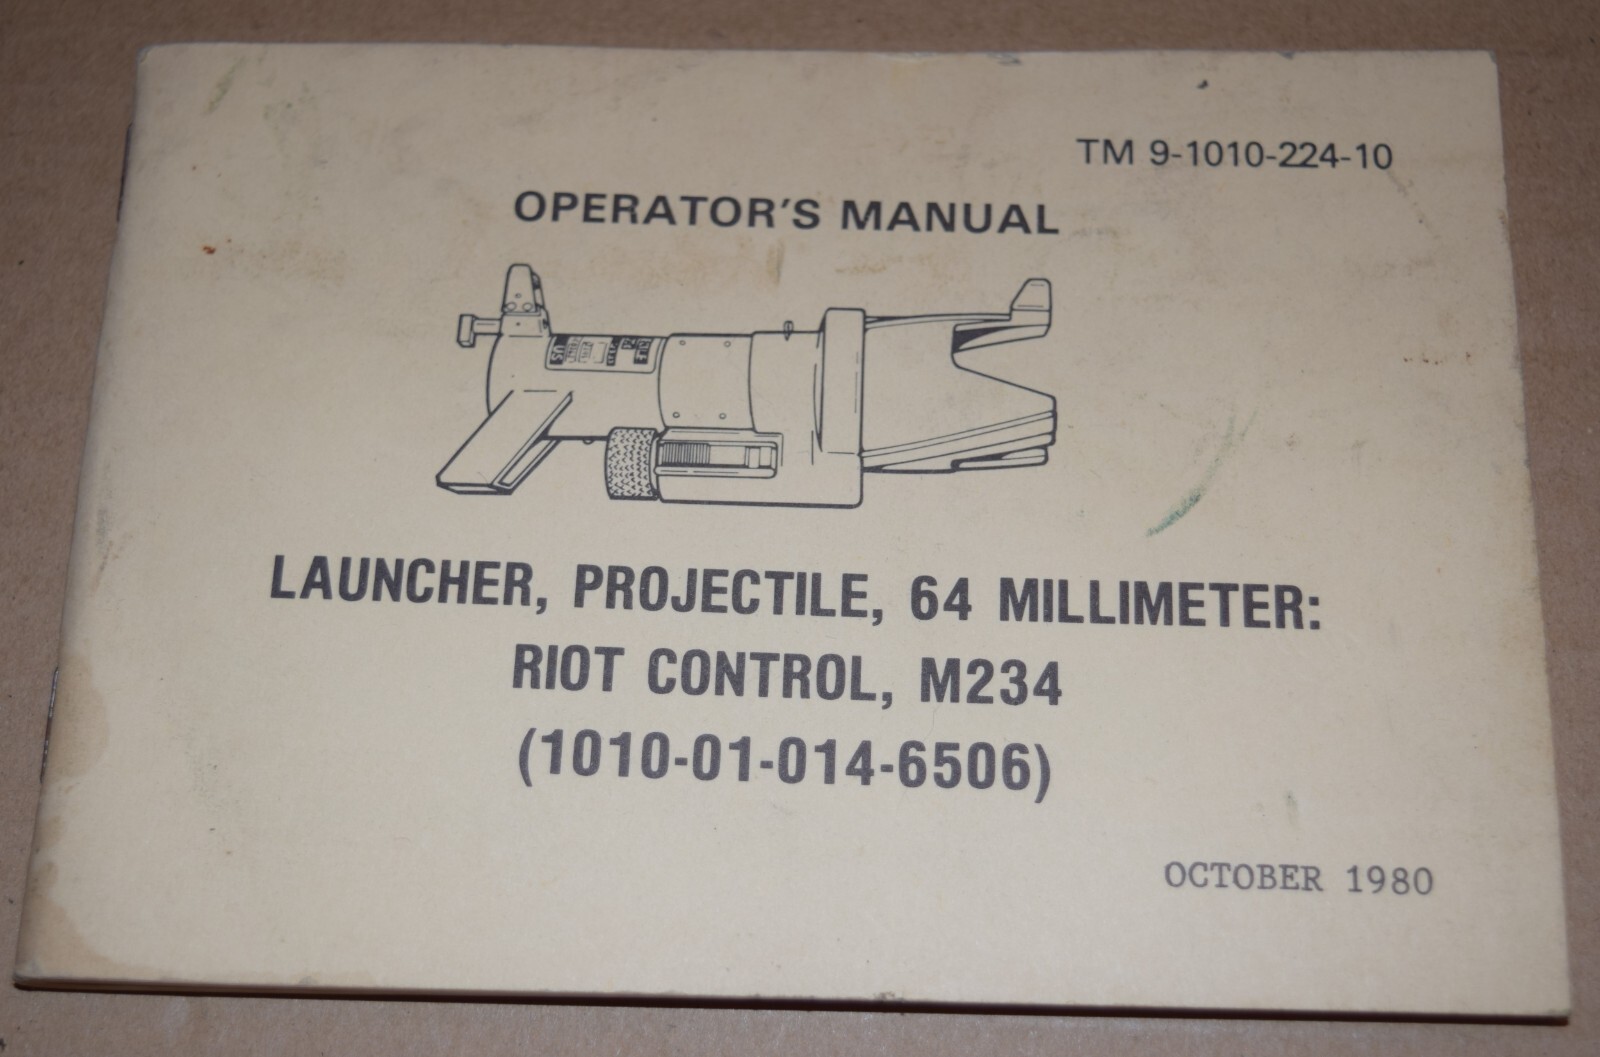 TM 9-1010-224-10
OPERATOR'S MANUAL
LAUNCHER, PROJECTILE, 64 MILLIMETER:
RIOT CONTROL, M234
(1010-01-014-6506)
OCTOBER 1980